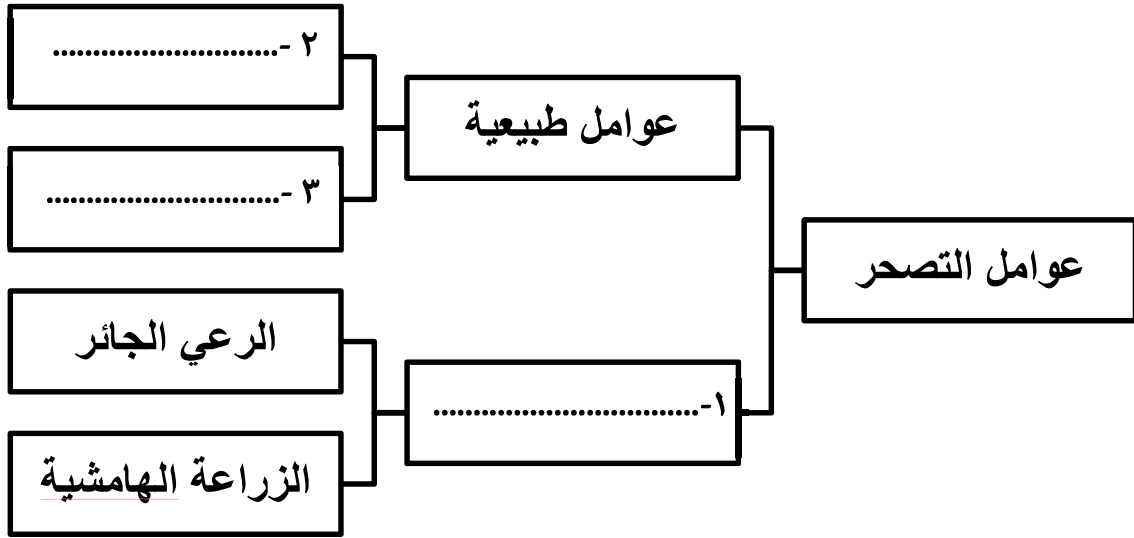 عوامل التصحر
عوامل طبيعية
٢ -............................
٣ -.............................
١-.................................
الرعي الجائر
الزراعة الهامشية